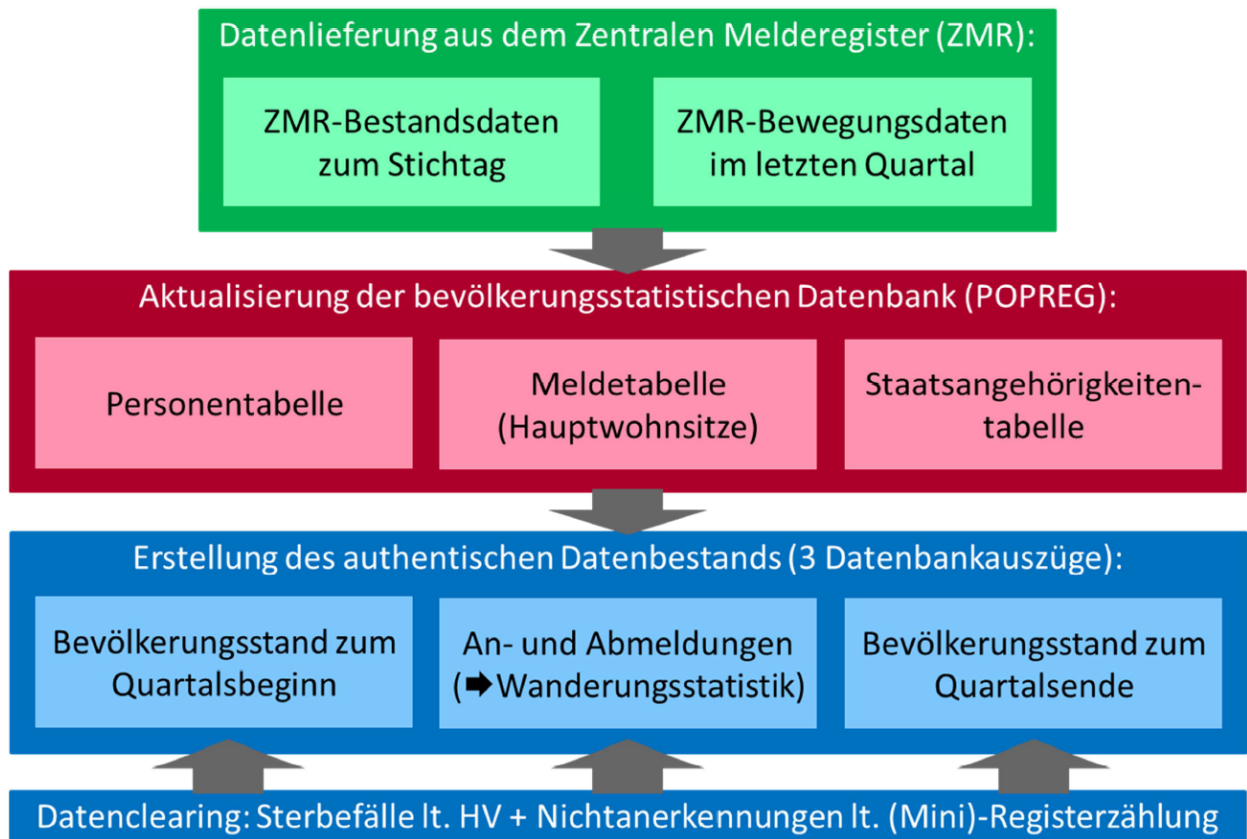 Datenlieferung aus dem Zentralen Melderegister (ZMR):
ZMR-Bestandsdaten
zum Stichtag
ZMR-Bewegungsdaten
im letzten Quartal
Aktualisierung der bevölkerungsstatistischen Datenbank (POPREG):
Personentabelle
Meldetabelle
(Hauptwohnsitze)
Staatsangehörigkeiten-
tabelle
Erstellung des authentischen Datenbestands (3 Datenbankauszüge):
Bevölkerungsstand zum
Quartalsbeginn
An- und Abmeldungen
(🡆Wanderungsstatistik)
Bevölkerungsstand zum
Quartalsende
Datenclearing: Sterbefälle lt. HV + Nichtanerkennungen lt. (Mini)-Registerzählung